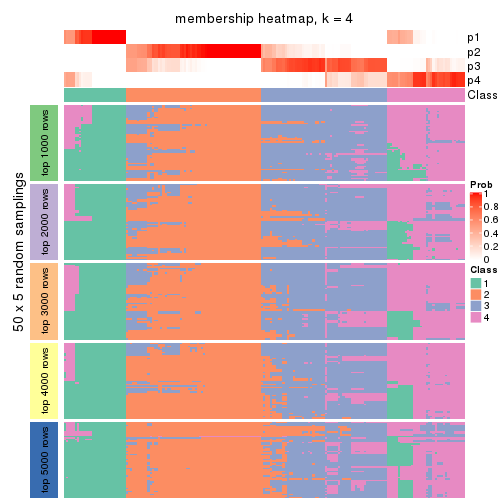 membership heatmap, k = 4
p1
p2
p3
p4
Class
50 x 5 random samplings
top 1000 rows
top 2000 rows
top 3000 rows
top 4000 rows
top 5000 rows
Prob
1
0.8
0.6
0.4
0.2
0
Class
1
2
3
4